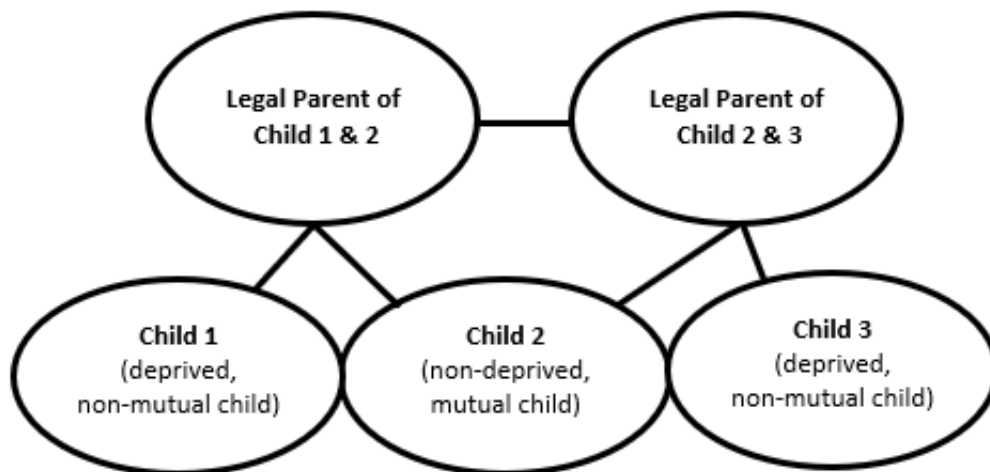 Legal Parent of
Child 1 & 2
Legal Parent of
Child 2 & 3
Child 1
(deprived,
non-mutual child)
Child 2
(non-deprived,
mutual child)
Child 3
(deprived,
non-mutual child)